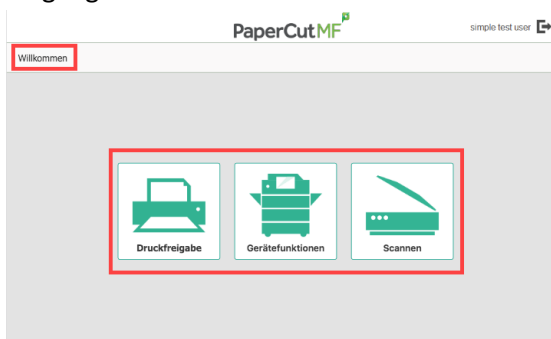 PaperCut MF
simple test user
Willkommen
Druckfreigabe
Gerätefunktionen
Scannen